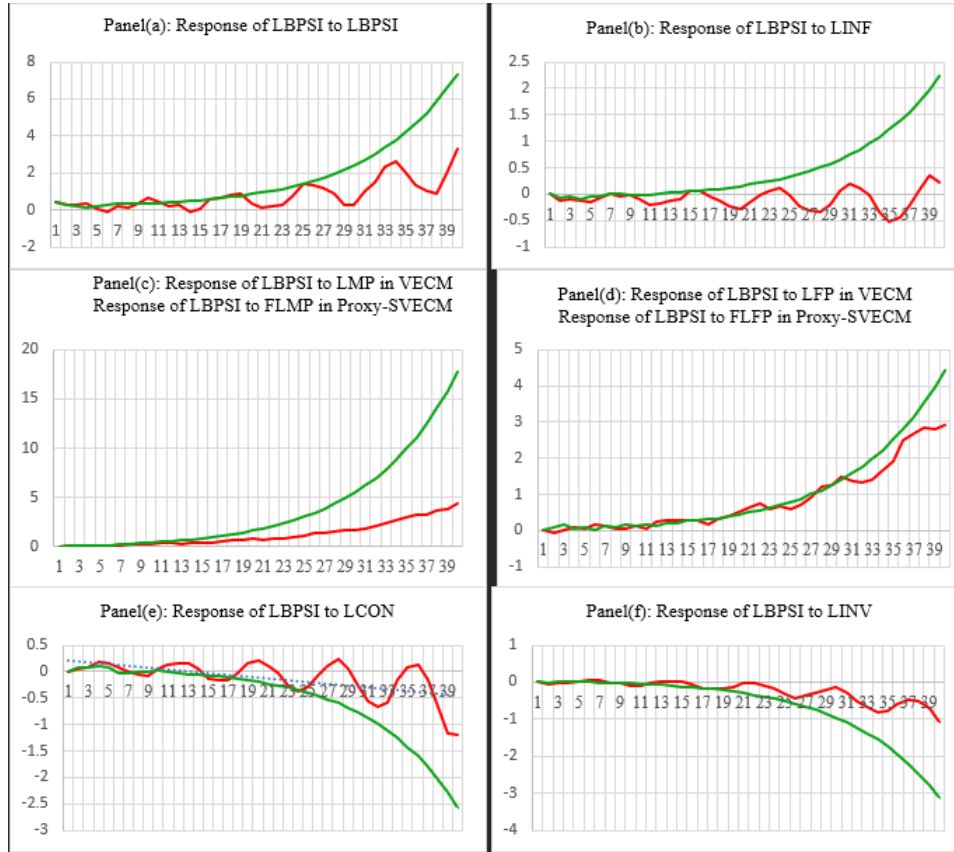 Panel(a): Response of LBPSI to LBPSI
8
6
4
2
0
-2
1 3 5 7 9 11 13 15 17 19 21 23 25 27 29 31 33 35 37 39
Panel(b): Response of LBPSI to LINF
2.5
2
1.5
1
0.5
0
-0.5
-1
1 3 5 7 9 11 13 15 17 19 21 23 25 27 29 31 33 35 37 39
Panel(c): Response of LBPSI to LMP in VECM
Response of LBPSI to FLMP in Proxy-SVECM
20
15
10
5
0
1 3 5 7 9 11 13 15 17 19 21 23 25 27 29 31 33 35 37 39
Panel(d): Response of LBPSI to LFP in VECM
Response of LBPSI to FLFP in Proxy-SVECM
5
4
3
2
1
0
-1
1 3 5 7 9 11 13 15 17 19 21 23 25 27 29 31 33 35 37 39
Panel(e): Response of LBPSI to LCON
0.5
0
-0.5
-1
-1.5
-2
-2.5
-3
1 3 5 7 9 11 13 15 17 19 21 23 25 27 29 31 33 35 37 39
Panel(f): Response of LBPSI to LINV
1
0
-1
-2
-3
-4
1 3 5 7 9 11 13 15 17 19 21 23 25 27 29 31 33 35 37 39